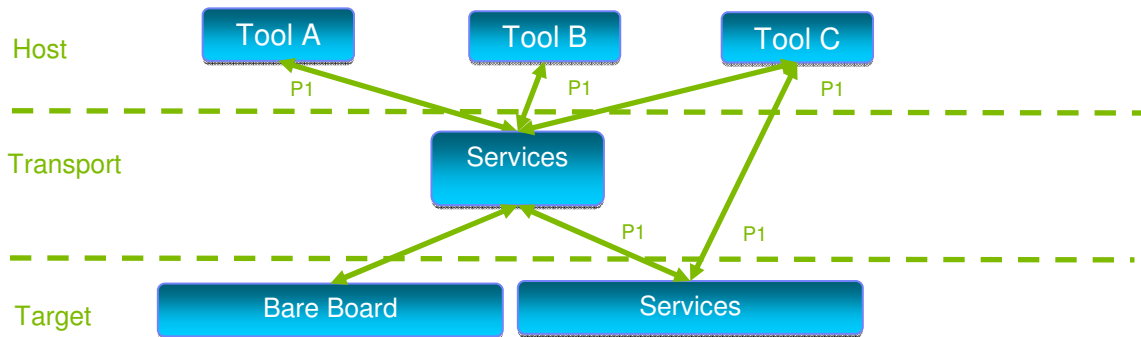 Host
Tool A
Tool B
Tool C
P1
P1
P1
Transport
Services
P1
P1
Target
Bare Board
Services